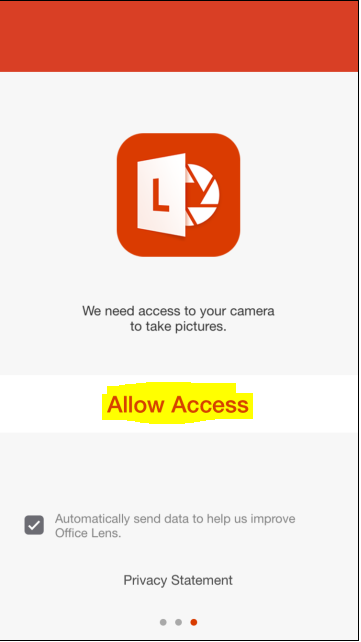 L
We need access to your camera
to take pictures.
Allow Access
Automatically send data to help us improve
Office Lens.
Privacy Statement